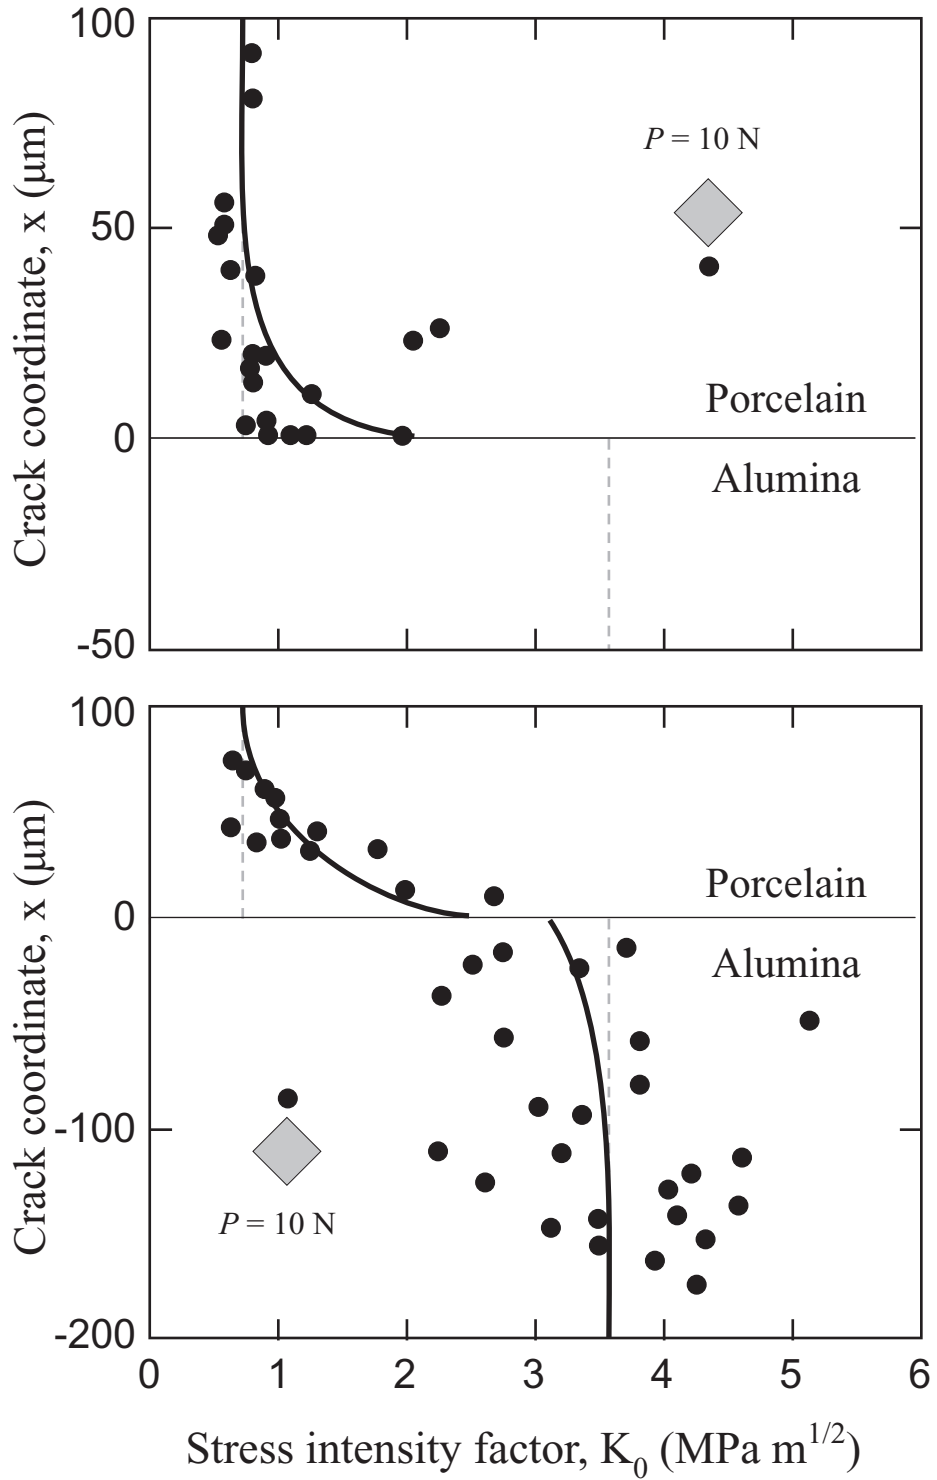 100
50
0
-50
Crack coordinate, x (μm)
P = 10 N
Porcelain
Alumina
100
0
-100
-200
Crack coordinate, x (μm)
Porcelain
Alumina
P = 10 N
0 1 2 3 4 5 6
Stress intensity factor, K₀ (MPa m¹/²)